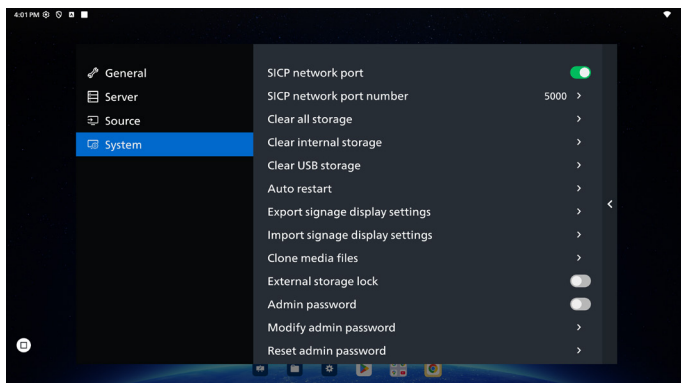 4:01 PM
General
Server
Source
System
SICP network port
SICP network port number 5000
Clear all storage
Clear internal storage
Clear USB storage
Auto restart
Export signage display settings
Import signage display settings
Clone media files
External storage lock
Admin password
Modify admin password
Reset admin password